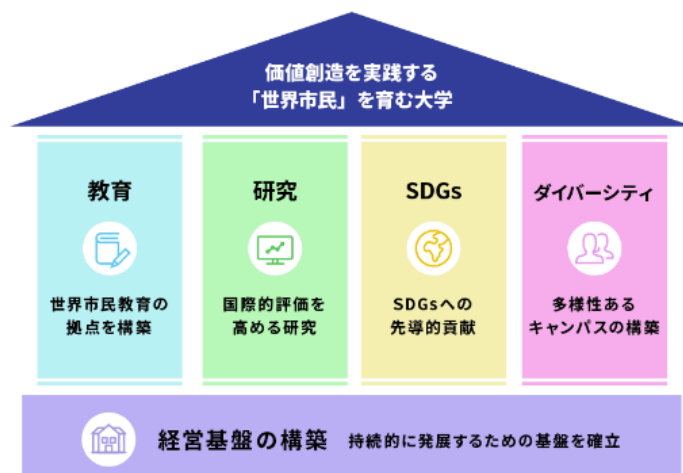 価値創造を実践する
「世界市民」を育む大学
教育
世界市民教育の
拠点を構築
研究
国際的評価を
高める研究
SDGs
SDGsへの
先導的貢献
ダイバーシティ
多様性ある
キャンパスの構築
経営基盤の構築 持続的に発展するための基盤を確立